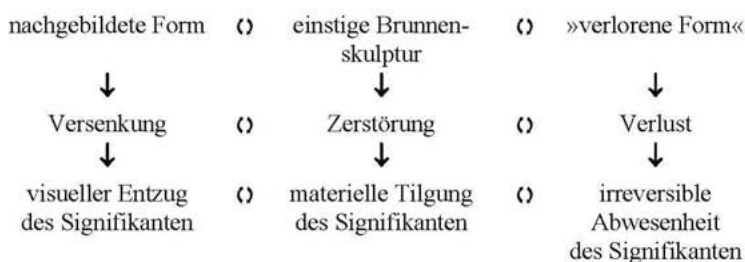 nachgebildete Form () einstige Brunnen- () »verlorene Form«
skulptur
↓ ↓ ↓
Versenkung () Zerstörung () Verlust
↓ ↓ ↓
visueller Entzug () materielle Tilgung () irreversible
des Signifikanten des Signifikanten Abwesenheit
des Signifikanten